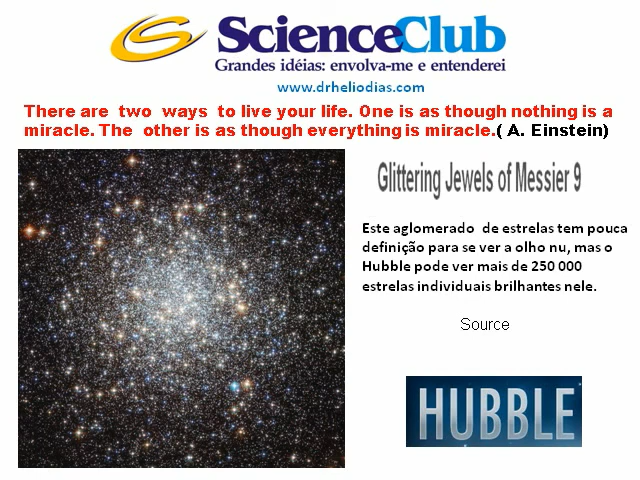 ScienceClub
Grandes idéias: envolva-me e entenderei
www.drheliodias.com
There are two ways to live your life. One is as though nothing is a
miracle. The other is as though everything is miracle.( A. Einstein)
Glittering Jewels of Messier 9
Este aglomerado de estrelas tem pouca
definição para se ver a olho nu, mas o
Hubble pode ver mais de 250 000
estrelas individuais brilhantes nele.
Source
HUBBLE